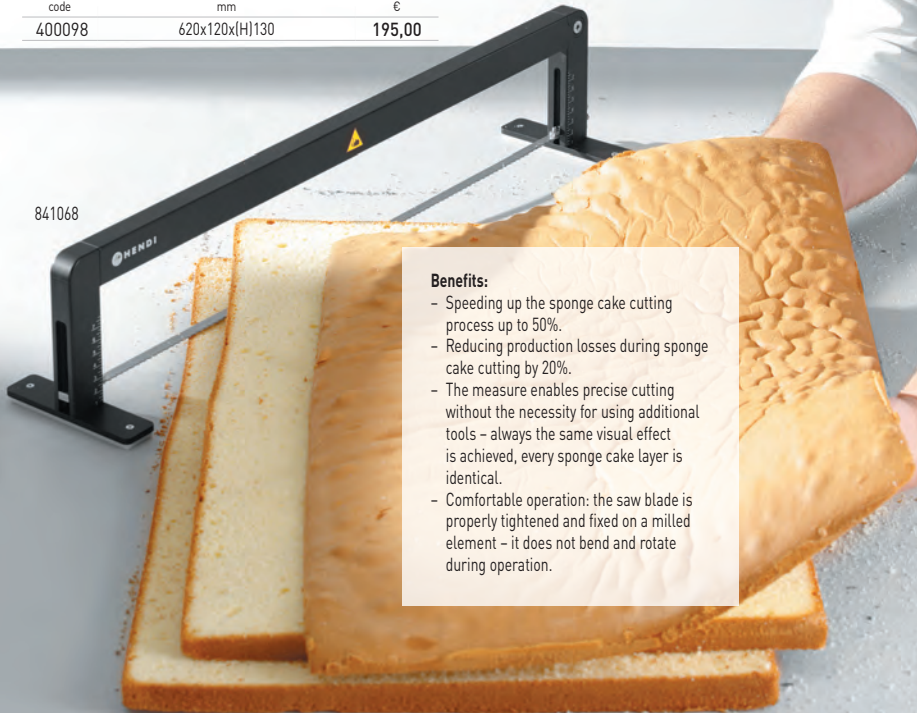 code mm €
400098 620x120x(H)130 195,00
841068
HENDI
Benefits:
– Speeding up the sponge cake cutting
process up to 50%.
– Reducing production losses during sponge
cake cutting by 20%.
– The measure enables precise cutting
without the necessity for using additional
tools – always the same visual effect
is achieved, every sponge cake layer is
identical.
– Comfortable operation: the saw blade is
properly tightened and fixed on a milled
element – it does not bend and rotate
during operation.